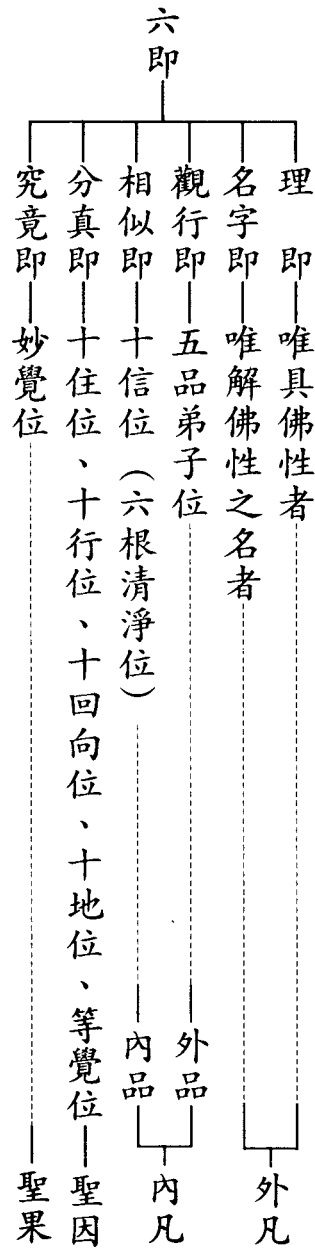 六即
理即 唯具佛性者
名字即 唯解佛性之名者
外凡
觀行即 五品弟子位 外品
相似即 十信位（六根清淨位） 內品
內凡
分真即 十住位、十行位、十回向位、十地位、等覺位 聖因
究竟即 妙覺位 聖果